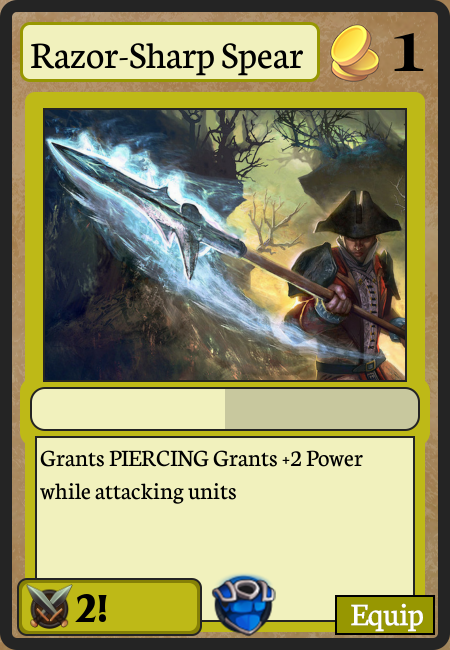 Razor-Sharp Spear
1
Grants PIERCING Grants +2 Power
while attacking units
2!
Equip